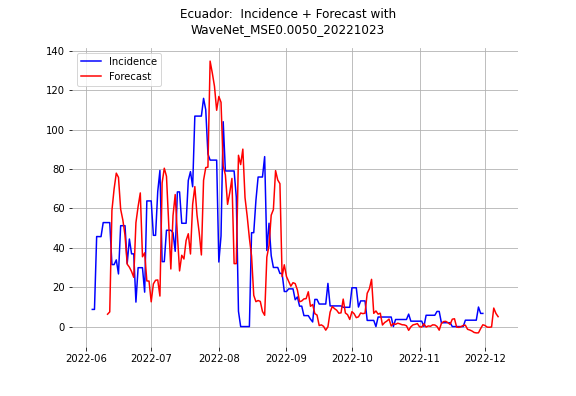 Ecuador:  Incidence + Forecast with
WaveNet_MSE0.0050_20221023
Incidence
Forecast
140
120
100
80
60
40
20
0
2022-06 2022-07 2022-08 2022-09 2022-10 2022-11 2022-12